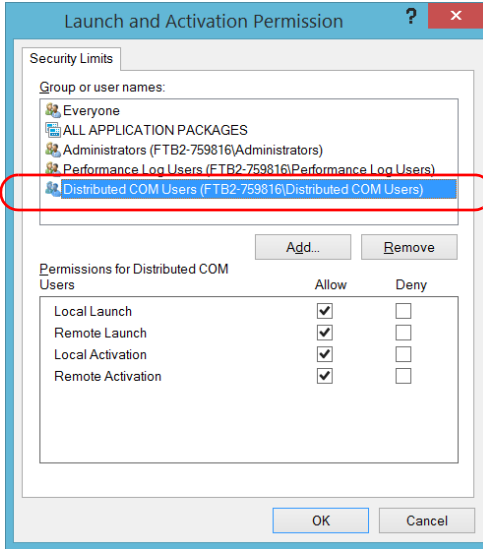 Launch and Activation Permission
?
×
Security Limits
Group or user names:
Everyone
ALL APPLICATION PACKAGES
Administrators (FTB2-759816\Administrators)
Performance Log Users (FTB2-759816\Performance Log Users)
Distributed COM Users (FTB2-759816\Distributed COM Users)
Add... Remove
Permissions for Distributed COM
Users Allow Deny
Local Launch
Remote Launch
Local Activation
Remote Activation
OK Cancel